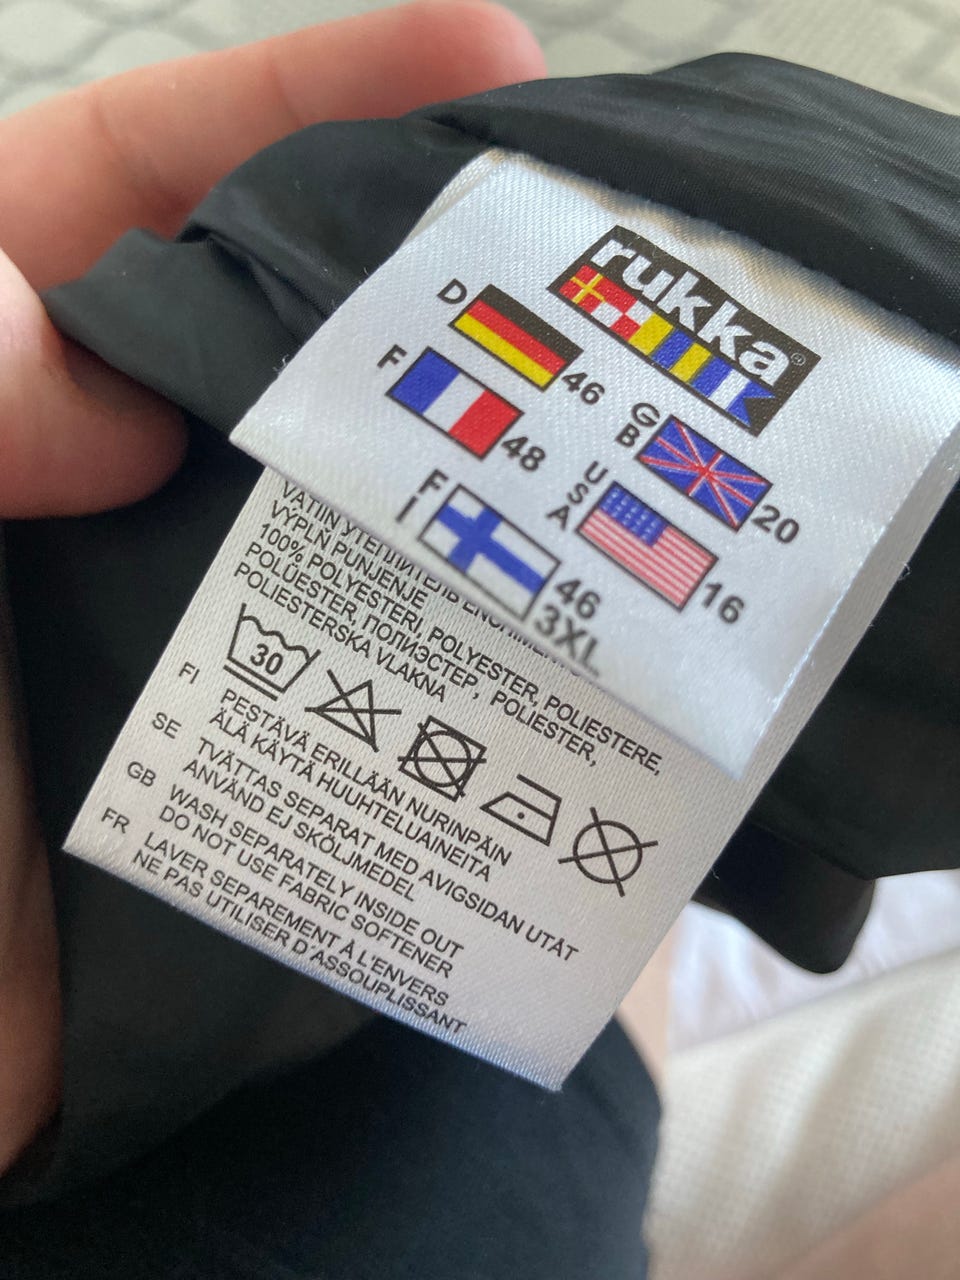 rukka®
D 46
F 48
GB 20
USA 16
FI 46
3XL
VATIN
VÝPLŇ PUNJENJE
100% POLYESTERI, POLYESTER, POLIESTERE,
POLÜESTER, ПОЛИЭСТЕР, POLIESTER,
POLIESTERSKA VLAKNA
30
FI PESTÄVÄ ERILLÄÄN NURINPÄIN
ÄLÄ KÄYTÄ HUUHTELUAINEITA
SE TVÄTTAS SEPARAT MED AVIGSIDAN UTÅT
ANVÄND EJ SKÖLJMEDEL
GB WASH SEPARATELY INSIDE OUT
DO NOT USE FABRIC SOFTENER
FR LAVER SEPAREMENT À L'ENVERS
NE PAS UTILISER D'ASSOUPLISSANT